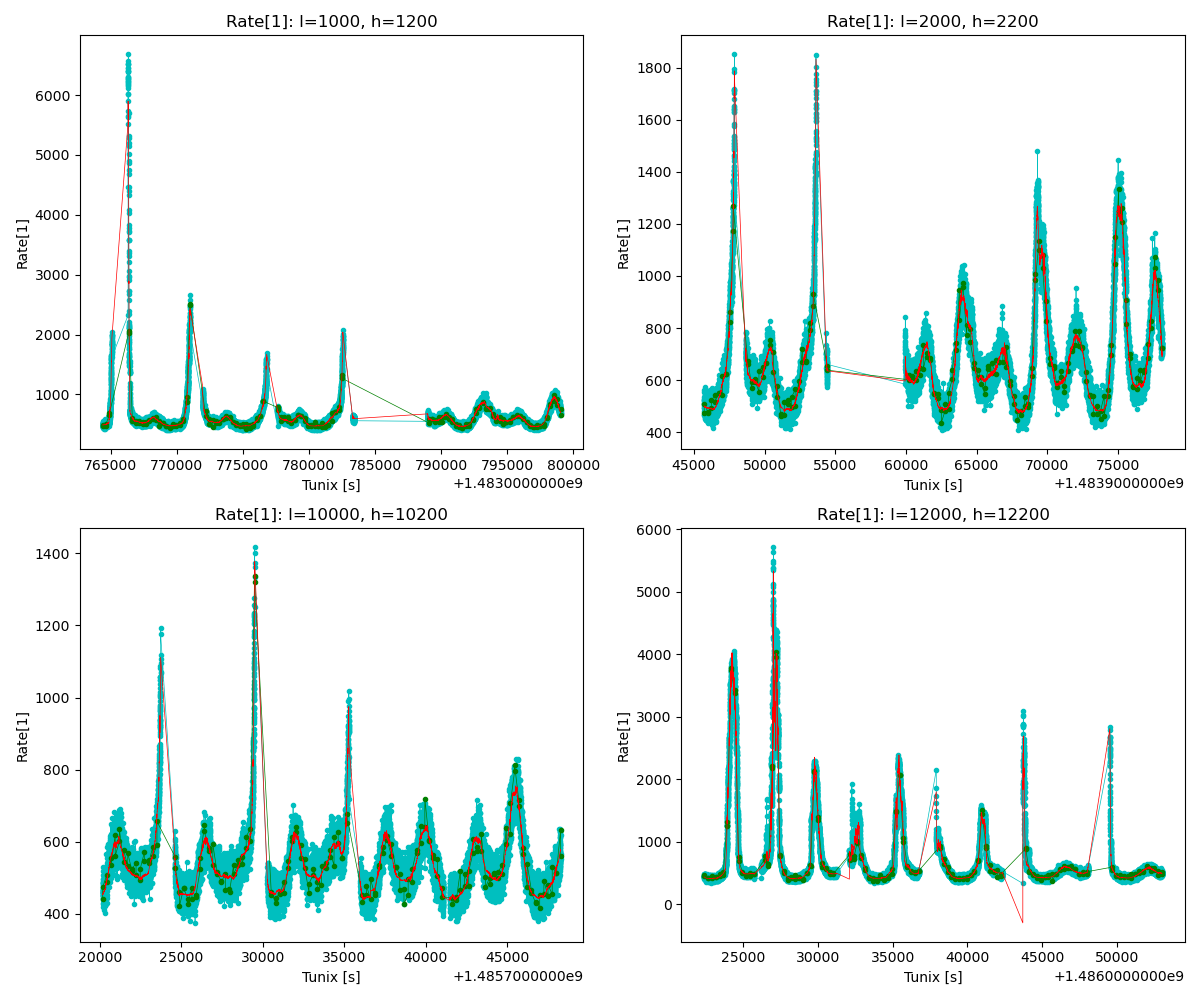 Rate[1]: l=1000, h=1200
Rate[1]
6000
5000
4000
3000
2000
1000
765000 770000 775000 780000 785000 790000 795000 800000
Tunix [s]
+1.4830000000e9
Rate[1]: l=2000, h=2200
Rate[1]
1800
1600
1400
1200
1000
800
600
400
45000 50000 55000 60000 65000 70000 75000
Tunix [s]
+1.4839000000e9
Rate[1]: l=10000, h=10200
Rate[1]
1400
1200
1000
800
600
400
20000 25000 30000 35000 40000 45000
Tunix [s]
+1.4857000000e9
Rate[1]: l=12000, h=12200
Rate[1]
6000
5000
4000
3000
2000
1000
0
25000 30000 35000 40000 45000 50000
Tunix [s]
+1.4860000000e9